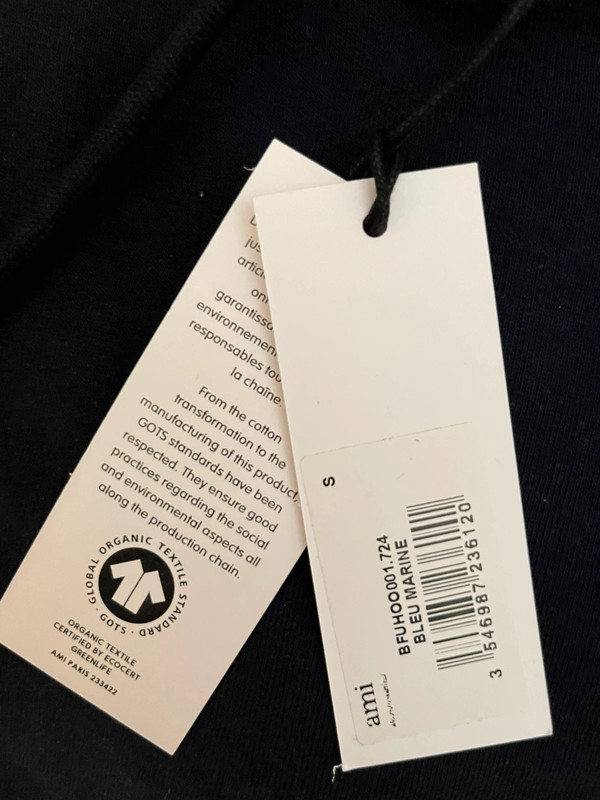 jus
artic
ont
garantissa
environnemen
responsables tou
la chaîne.
From the cotton
transformation to the
manufacturing of this product,
GOTS standards have been
respected. They ensure good
practices regarding the social
and environmental aspects all
along the production chain.
GLOBAL ORGANIC TEXTILE STANDARD · GOTS ·
ORGANIC TEXTILE
CERTIFIED BY ECOCERT
GREENLIFE
AMI PARIS 233422
S
BFUHOO001.724
BLEU MARINE
3 546987 236120
ami